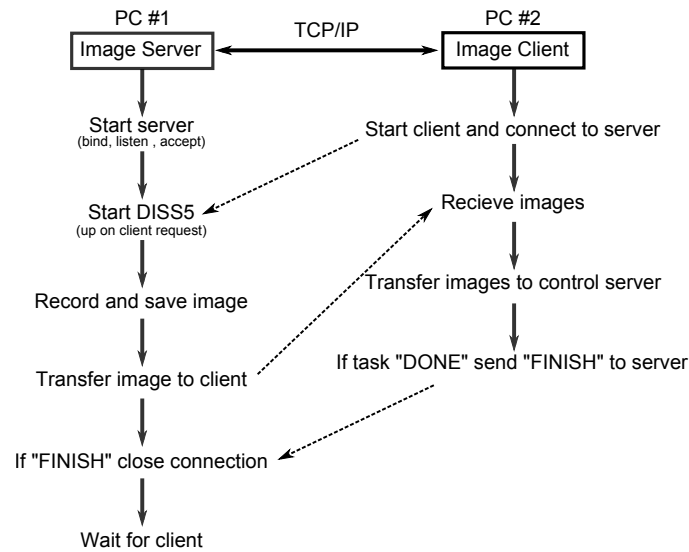 PC #1
PC #2
TCP/IP
Image Server
Image Client
Start server
(bind, listen , accept)
Start client and connect to server
Start DISS5
(up on client request)
Recieve images
Transfer images to control server
Record and save image
If task "DONE" send "FINISH" to server
Transfer image to client
If "FINISH" close connection
Wait for client